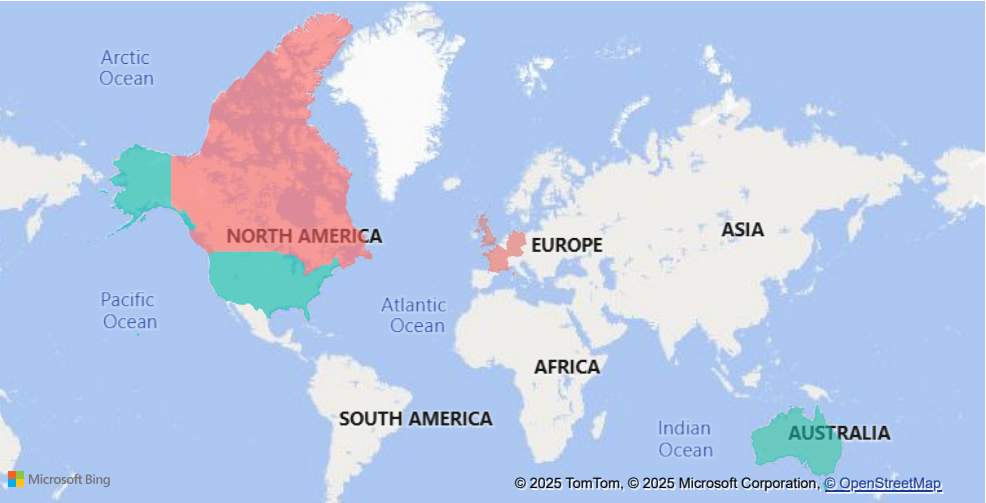 Arctic
Ocean
NORTH AMERICA
EUROPE
ASIA
Pacific
Ocean
Atlantic
Ocean
AFRICA
SOUTH AMERICA
Indian
Ocean
AUSTRALIA
Microsoft Bing
© 2025 TomTom, © 2025 Microsoft Corporation, © OpenStreetMap